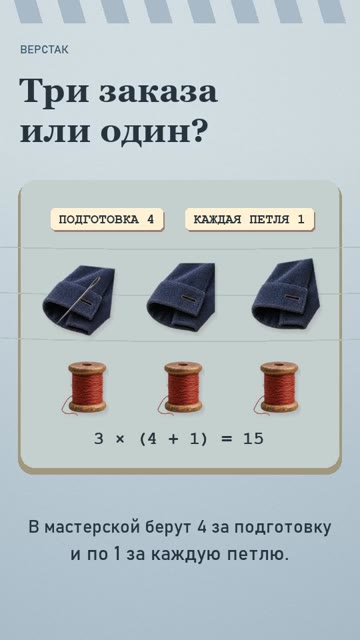 ВЕРСТАК
Три заказа
или один?
ПОДГОТОВКА 4
КАЖДАЯ ПЕТЛЯ 1
3 × (4 + 1) = 15
В мастерской берут 4 за подготовку
и по 1 за каждую петлю.